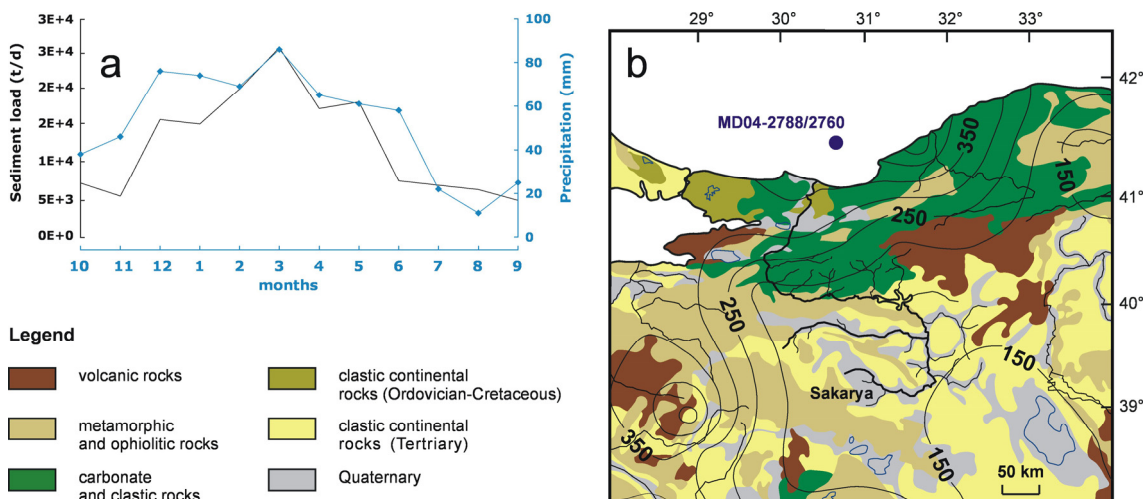 a
Sediment load (t/d)
3E+4
3E+4
2E+4
2E+4
1E+4
5E+3
0E+0
Precipitation (mm)
100
80
60
40
20
0
10 11 12 1 2 3 4 5 6 7 8 9
months
Legend
volcanic rocks
metamorphic
and ophiolitic rocks
carbonate
and clastic rocks
clastic continental
rocks (Ordovician-Cretaceous)
clastic continental
rocks (Tertriary)
Quaternary
b
29° 30° 31° 32° 33°
42°
41°
40°
39°
MD04-2788/2760
350
150
250
250
150
Sakarya
350
150
50 km